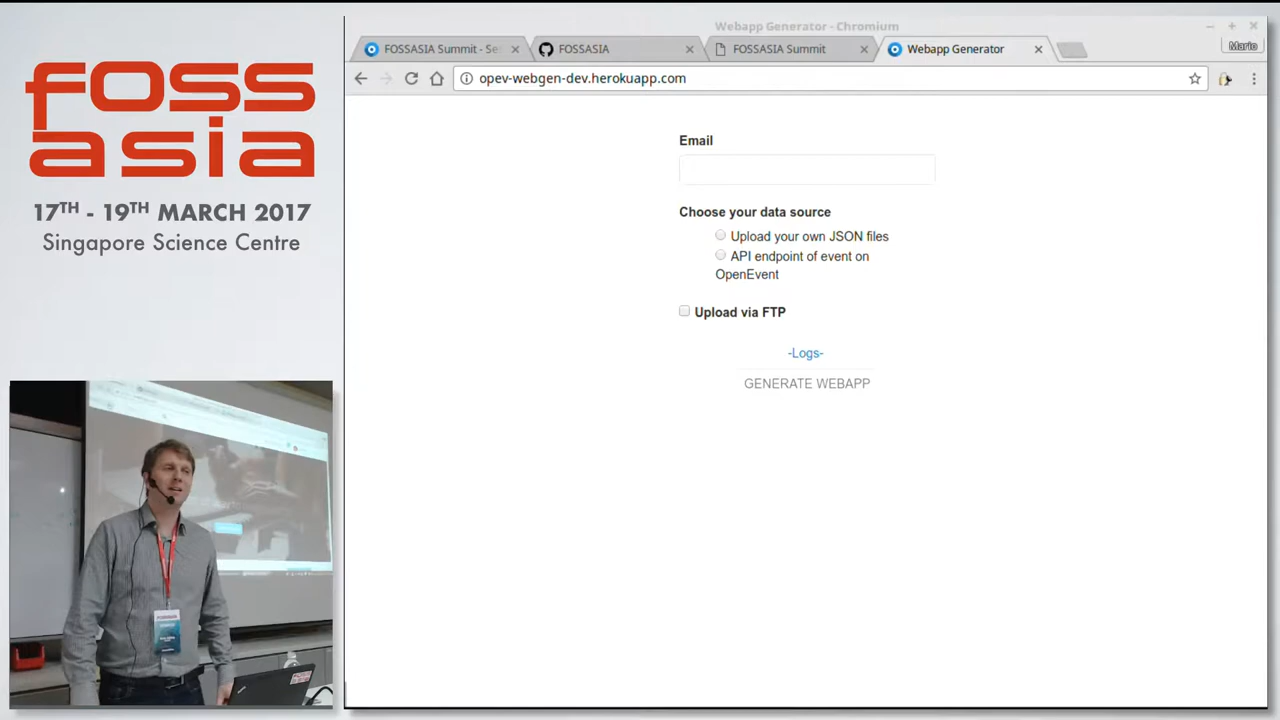 foss
asia
17TH - 19TH MARCH 2017
Singapore Science Centre
Webapp Generator - Chromium
FOSSASIA Summit - Se
FOSSASIA
FOSSASIA Summit
Webapp Generator
Mario
opev-webgen-dev.herokuapp.com
Email
Choose your data source
Upload your own JSON files
API endpoint of event on
OpenEvent
Upload via FTP
-Logs-
GENERATE WEBAPP